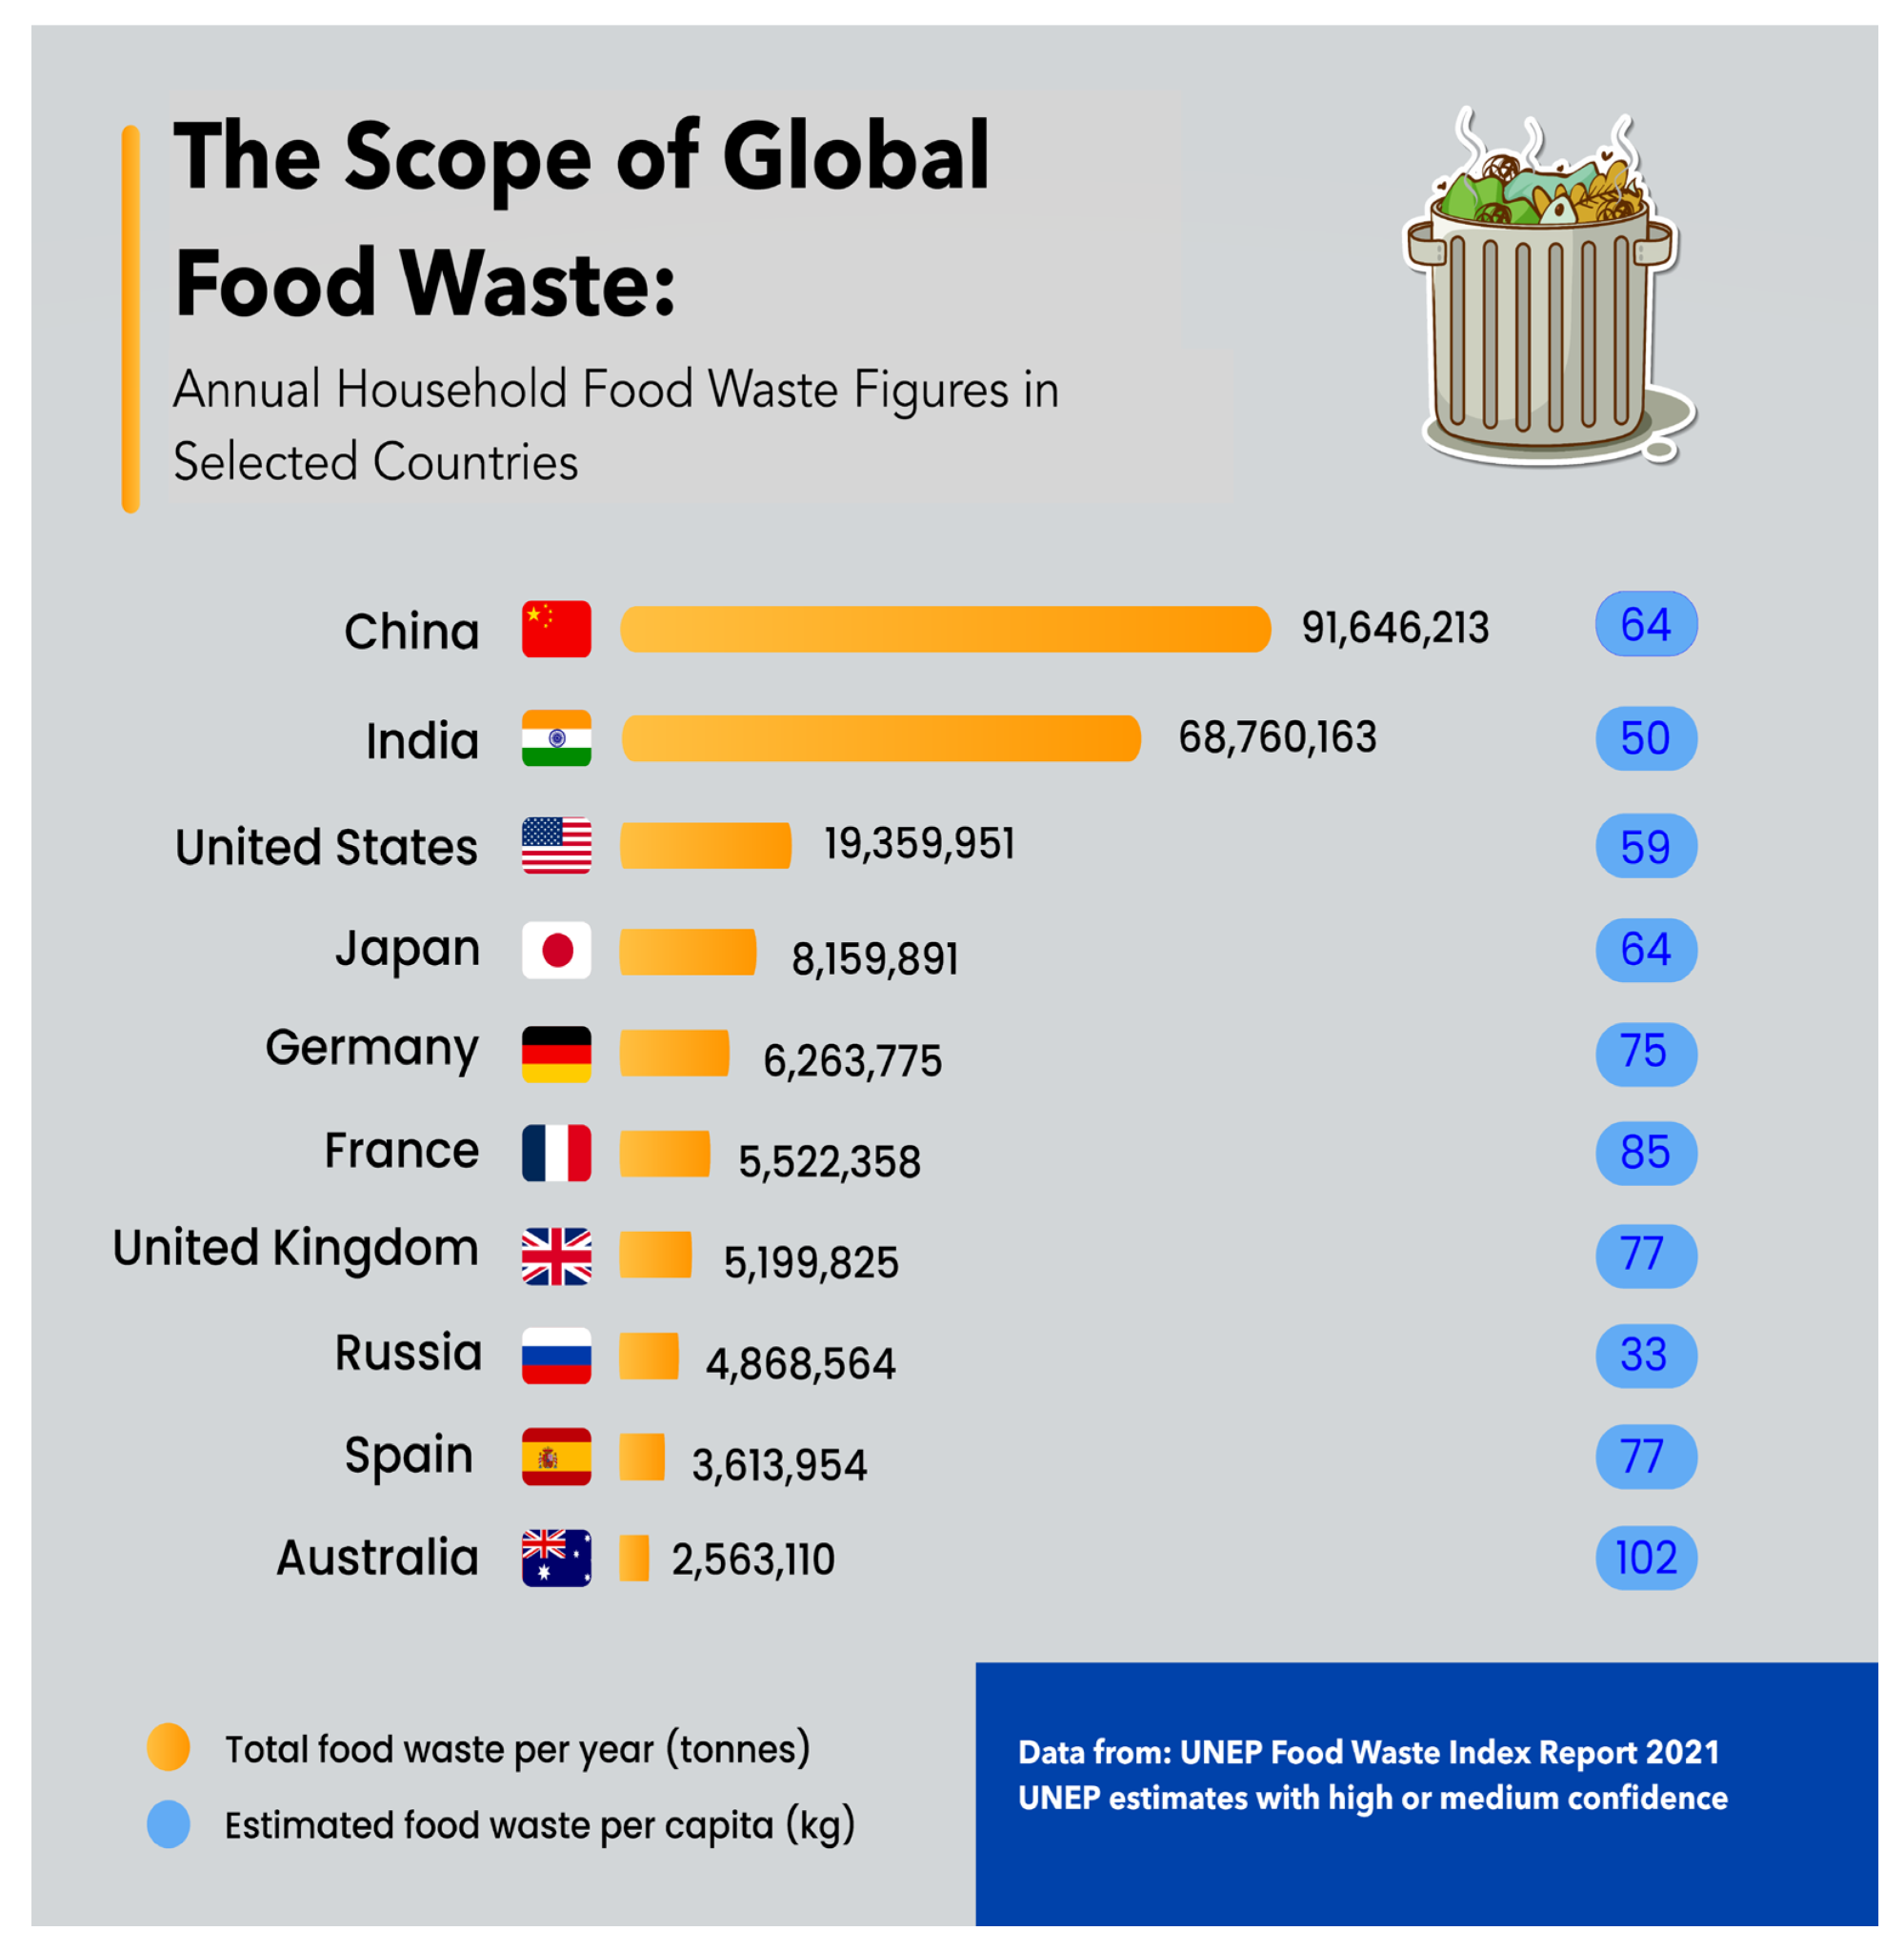 The Scope of Global
Food Waste:
Annual Household Food Waste Figures in
Selected Countries
China 91,646,213 64
India 68,760,163 50
United States 19,359,951 59
Japan 8,159,891 64
Germany 6,263,775 75
France 5,522,358 85
United Kingdom 5,199,825 77
Russia 4,868,564 33
Spain 3,613,954 77
Australia 2,563,110 102
Total food waste per year (tonnes)
Estimated food waste per capita (kg)
Data from: UNEP Food Waste Index Report 2021
UNEP estimates with high or medium confidence